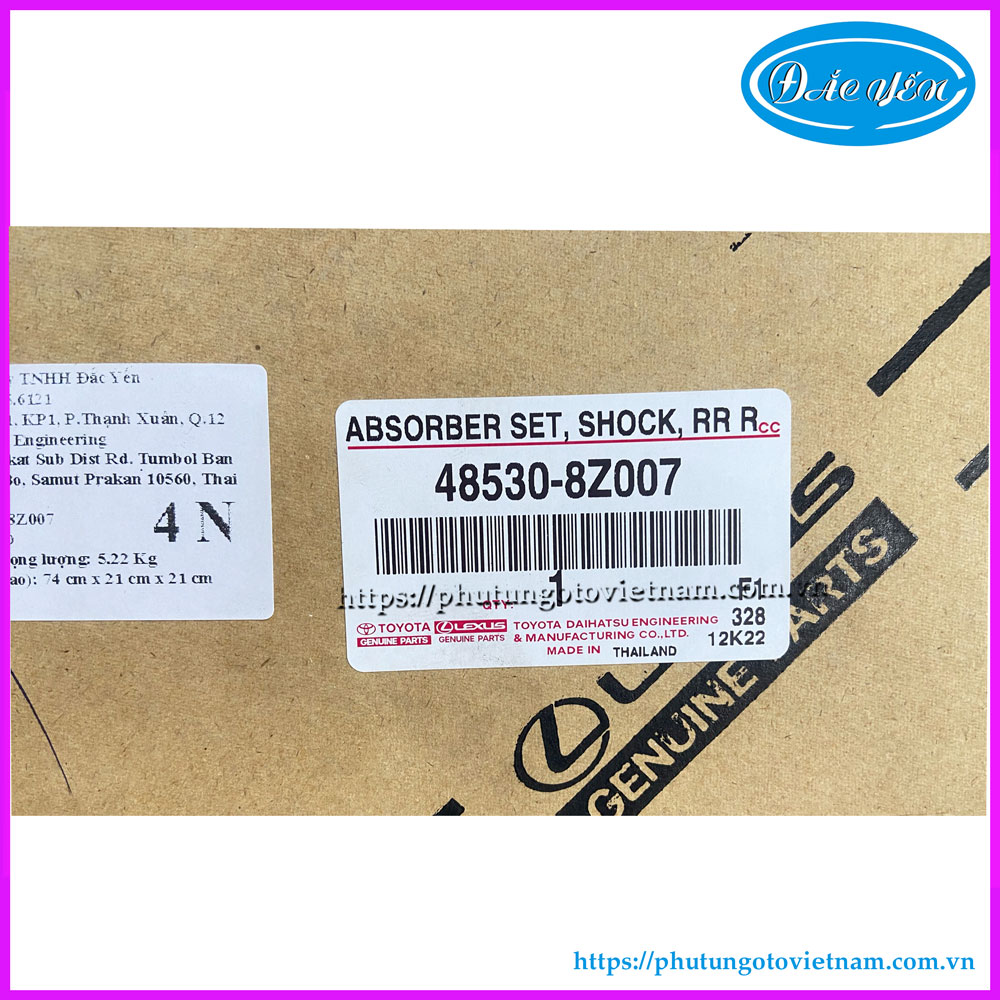 ĐẮC YẾN
TNHH Đắc Yến
.6121
, KP1, P.Thạnh Xuân, Q.12
Engineering
kat Sub Dist Rd. Tumbol Ban
, Samut Prakan 10560, Thai
8Z007
4 N
ọng lượng: 5.22 Kg
ao): 74 cm x 21 cm x 21 cm
ABSORBER SET, SHOCK, RR RCC
48530-8Z007
https://phutungotovietnam.com.vn
QTY: 1
F1
328
12K22
TOYOTA
GENUINE PARTS
LEXUS
GENUINE PARTS
TOYOTA DAIHATSU ENGINEERING
& MANUFACTURING CO., LTD.
MADE IN THAILAND
LEXUS
GENUINE PARTS
https://phutungotovietnam.com.vn